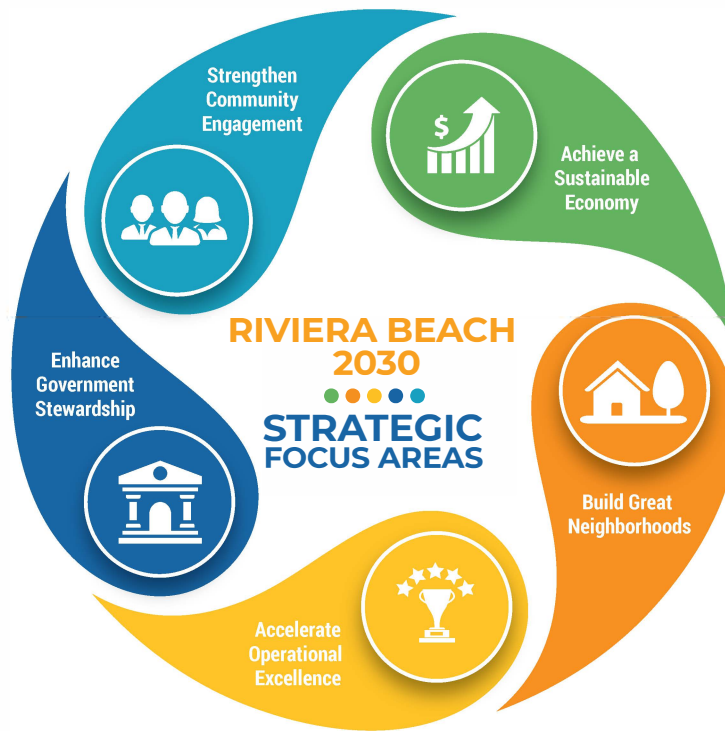 Strengthen
Community
Engagement
$
Achieve a
Sustainable
Economy
RIVIERA BEACH
2030
STRATEGIC
FOCUS AREAS
Enhance
Government
Stewardship
Build Great
Neighborhoods
Accelerate
Operational
Excellence